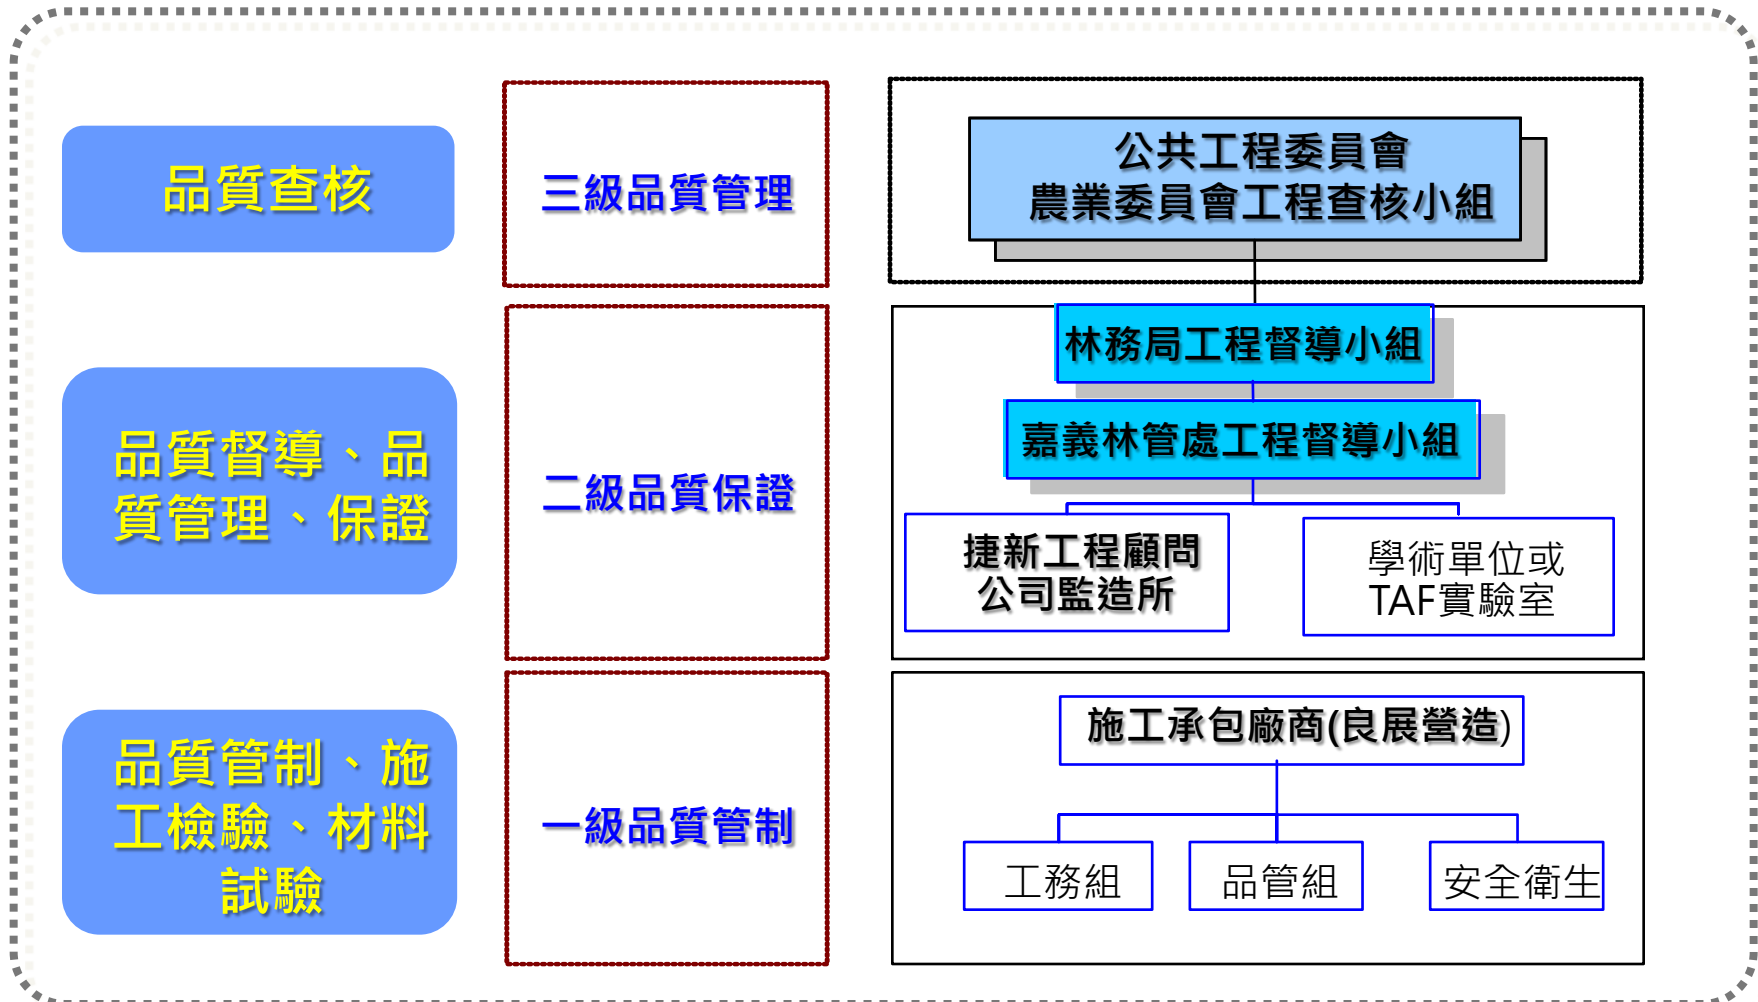 品質查核
三級品質管理
公共工程委員會
農業委員會工程查核小組
品質督導、品
質管理、保證
二級品質保證
林務局工程督導小組
嘉義林管處工程督導小組
捷新工程顧問
公司監造所
學術單位或
TAF實驗室
品質管制、施
工檢驗、材料
試驗
一級品質管制
施工承包廠商(良展營造)
工務組
品管組
安全衛生